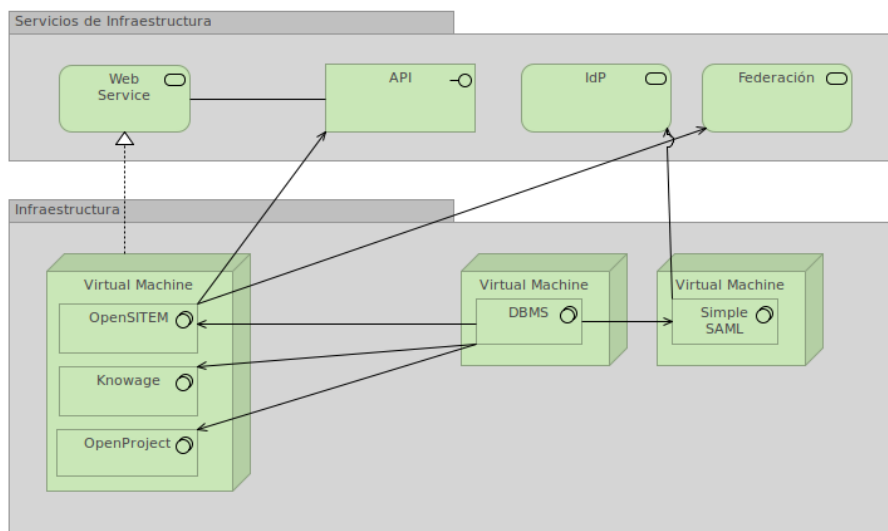 Servicios de Infraestructura
Web
Service
API
IdP
Federación
Infraestructura
Virtual Machine
OpenSITEM
Knowage
OpenProject
Virtual Machine
DBMS
Virtual Machine
Simple
SAML